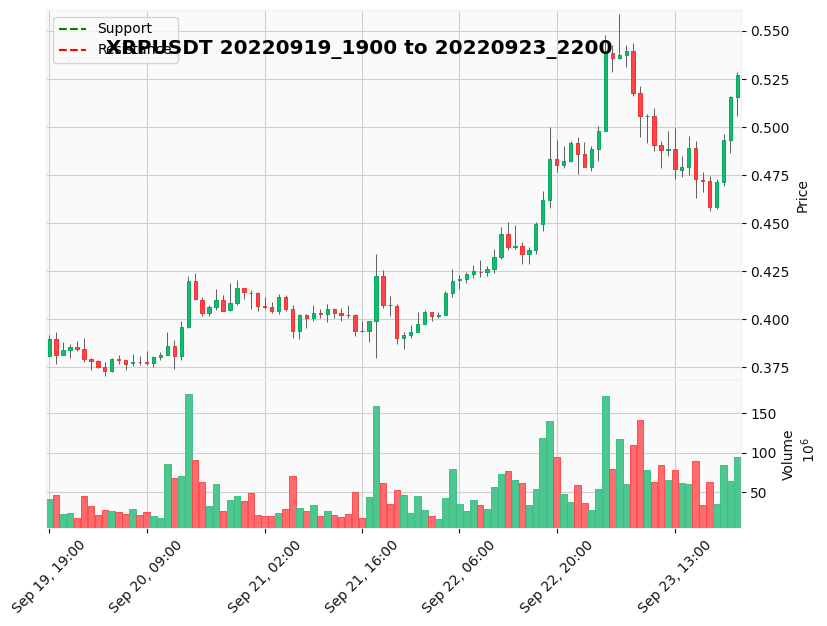 Support
Resistance
XRPUSDT 20220919_1900 to 20220923_2200
0.550
0.525
0.500
0.475
0.450
0.425
0.400
0.375
Price
150
100
50
Volume
10^6
Sep 19, 19:00
Sep 20, 09:00
Sep 21, 02:00
Sep 21, 16:00
Sep 22, 06:00
Sep 22, 20:00
Sep 23, 13:00